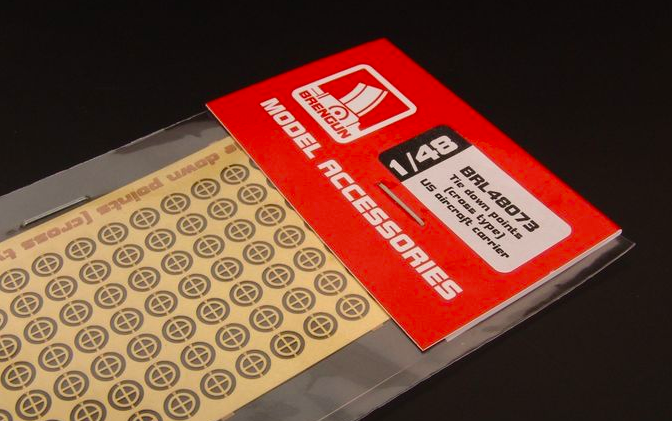 BRENGUN
MODEL ACCESSORIES
1/48
BRL48073
Tie down points
(cross type)
US aircraft carrier
down points (cross